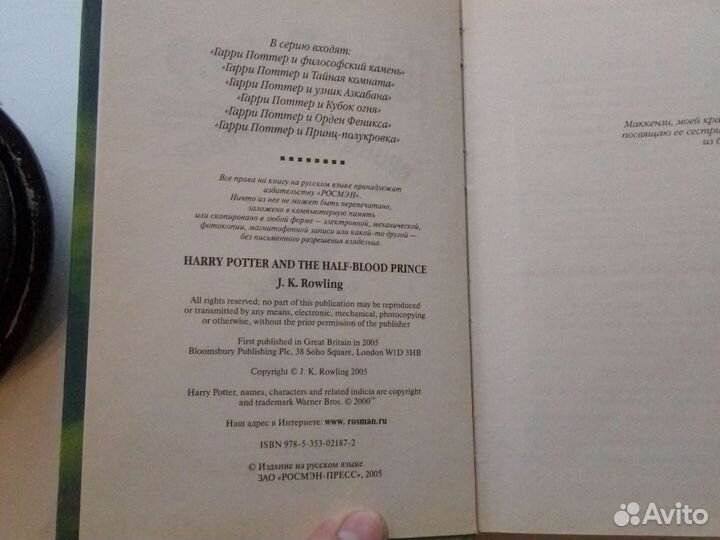 В серию входят:
«Гарри Поттер и философский камень»
«Гарри Поттер и Тайная комната»
«Гарри Поттер и узник Азкабана»
«Гарри Поттер и Кубок огня»
«Гарри Поттер и Орден Феникса»
«Гарри Поттер и Принц-полукровка»
Все права на книгу на русском языке принадлежат
издательству «РОСМЭН».
Ничто из нее не может быть перепечатано,
заложено в компьютерную память
или скопировано в любой форме — электронной, механической,
фотокопии, магнитофонной записи или какой-то другой —
без письменного разрешения владельца.
HARRY POTTER AND THE HALF-BLOOD PRINCE
J. K. Rowling
All rights reserved; no part of this publication may be reproduced
or transmitted by any means, electronic, mechanical, photocopying
or otherwise, without the prior permission of the publisher
First published in Great Britain in 2005
Bloomsbury Publishing Plc, 38 Soho Square, London W1D 3HB
Copyright © J. K. Rowling 2005
Harry Potter, names, characters and related indicia are copyright
and trademark Warner Bros. © 2000™
Наш адрес в Интернете: www. rosman.ru
ISBN 978-5-353-02187-2
© Издание на русском языке.
ЗАО «РОСМЭН-ПРЕСС», 2005
Маккензи, моей кра
посвящаю ее сестри
из б
Avito